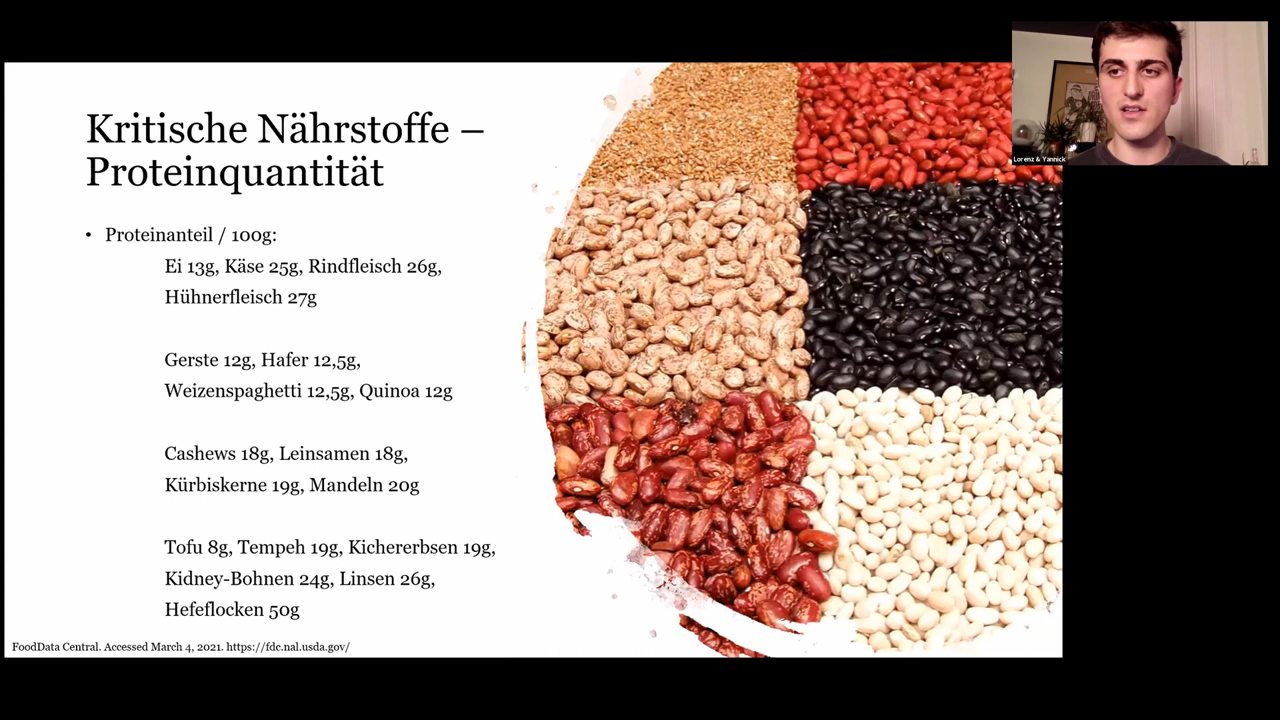 Kritische Nährstoffe –
Proteinquantität
• Proteinanteil / 100g:
Ei 13g, Käse 25g, Rindfleisch 26g,
Hühnerfleisch 27g
Gerste 12g, Hafer 12,5g,
Weizenspaghetti 12,5g, Quinoa 12g
Cashews 18g, Leinsamen 18g,
Kürbiskerne 19g, Mandeln 20g
Tofu 8g, Tempeh 19g, Kichererbsen 19g,
Kidney-Bohnen 24g, Linsen 26g,
Hefeflocken 50g
FoodData Central. Accessed March 4, 2021. https://fdc.nal.usda.gov/
Lorenz & Yannick